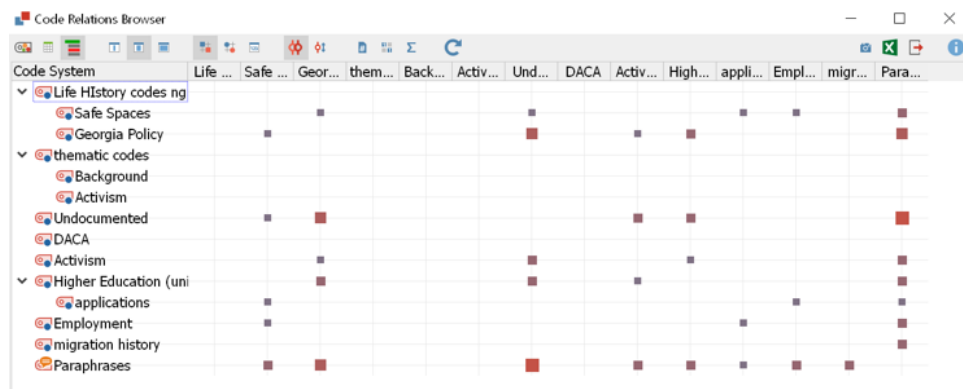 Code Relations Browser
Code System Life ... Safe ... Geor... them... Back... Activ... Und... DACA Activ... High... appli... Empl... migr... Para...
Life HIstory codes ng
Safe Spaces
Georgia Policy
thematic codes
Background
Activism
Undocumented
DACA
Activism
Higher Education (uni
applications
Employment
migration history
Paraphrases